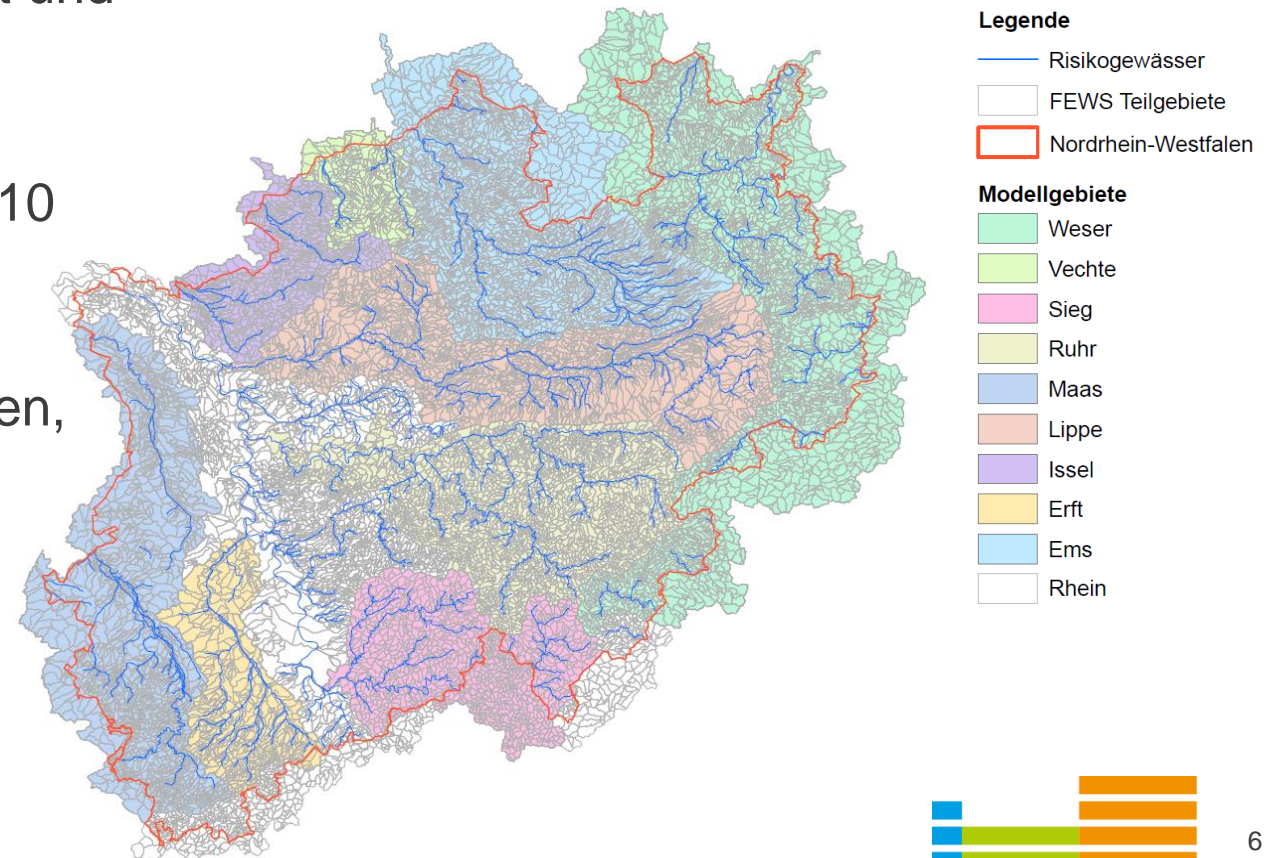 t und
10
en,
Legende
Risikogewässer
FEWS Teilgebiete
Nordrhein-Westfalen
Modellgebiete
Weser
Vechte
Sieg
Ruhr
Maas
Lippe
Issel
Erft
Ems
Rhein
6